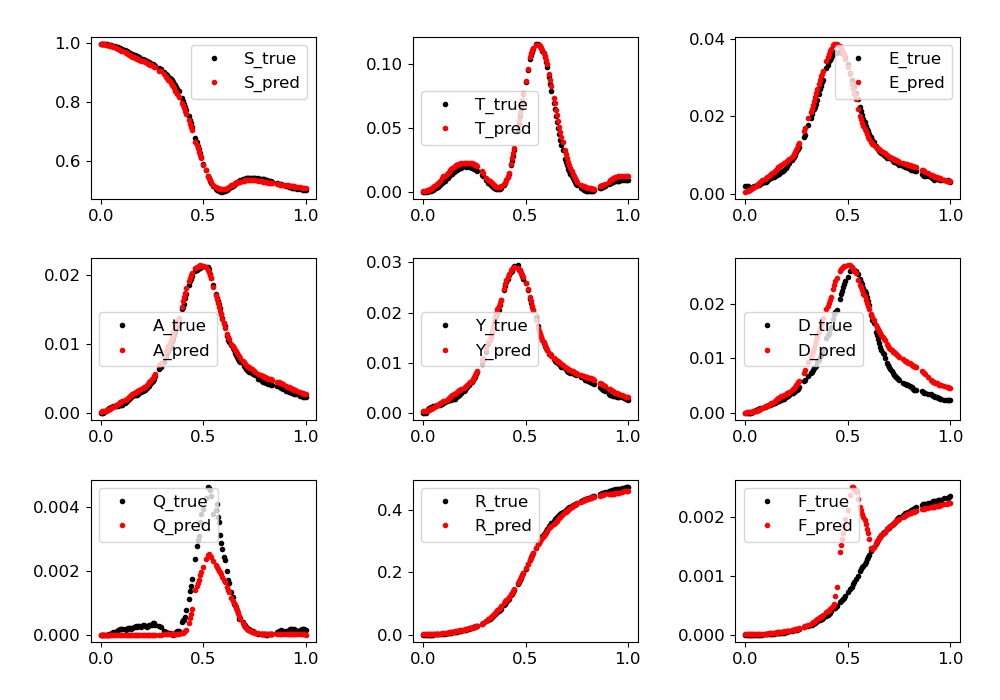 1.0
0.8
0.6
0.0 0.5 1.0
S_true
S_pred
0.10
0.05
0.00
0.0 0.5 1.0
T_true
T_pred
0.04
0.02
0.00
0.0 0.5 1.0
E_true
E_pred
0.02
0.01
0.00
0.0 0.5 1.0
A_true
A_pred
0.03
0.02
0.01
0.00
0.0 0.5 1.0
Y_true
Y_pred
0.02
0.01
0.00
0.0 0.5 1.0
D_true
D_pred
0.004
0.002
0.000
0.0 0.5 1.0
Q_true
Q_pred
0.4
0.2
0.0
0.0 0.5 1.0
R_true
R_pred
0.002
0.001
0.000
0.0 0.5 1.0
F_true
F_pred